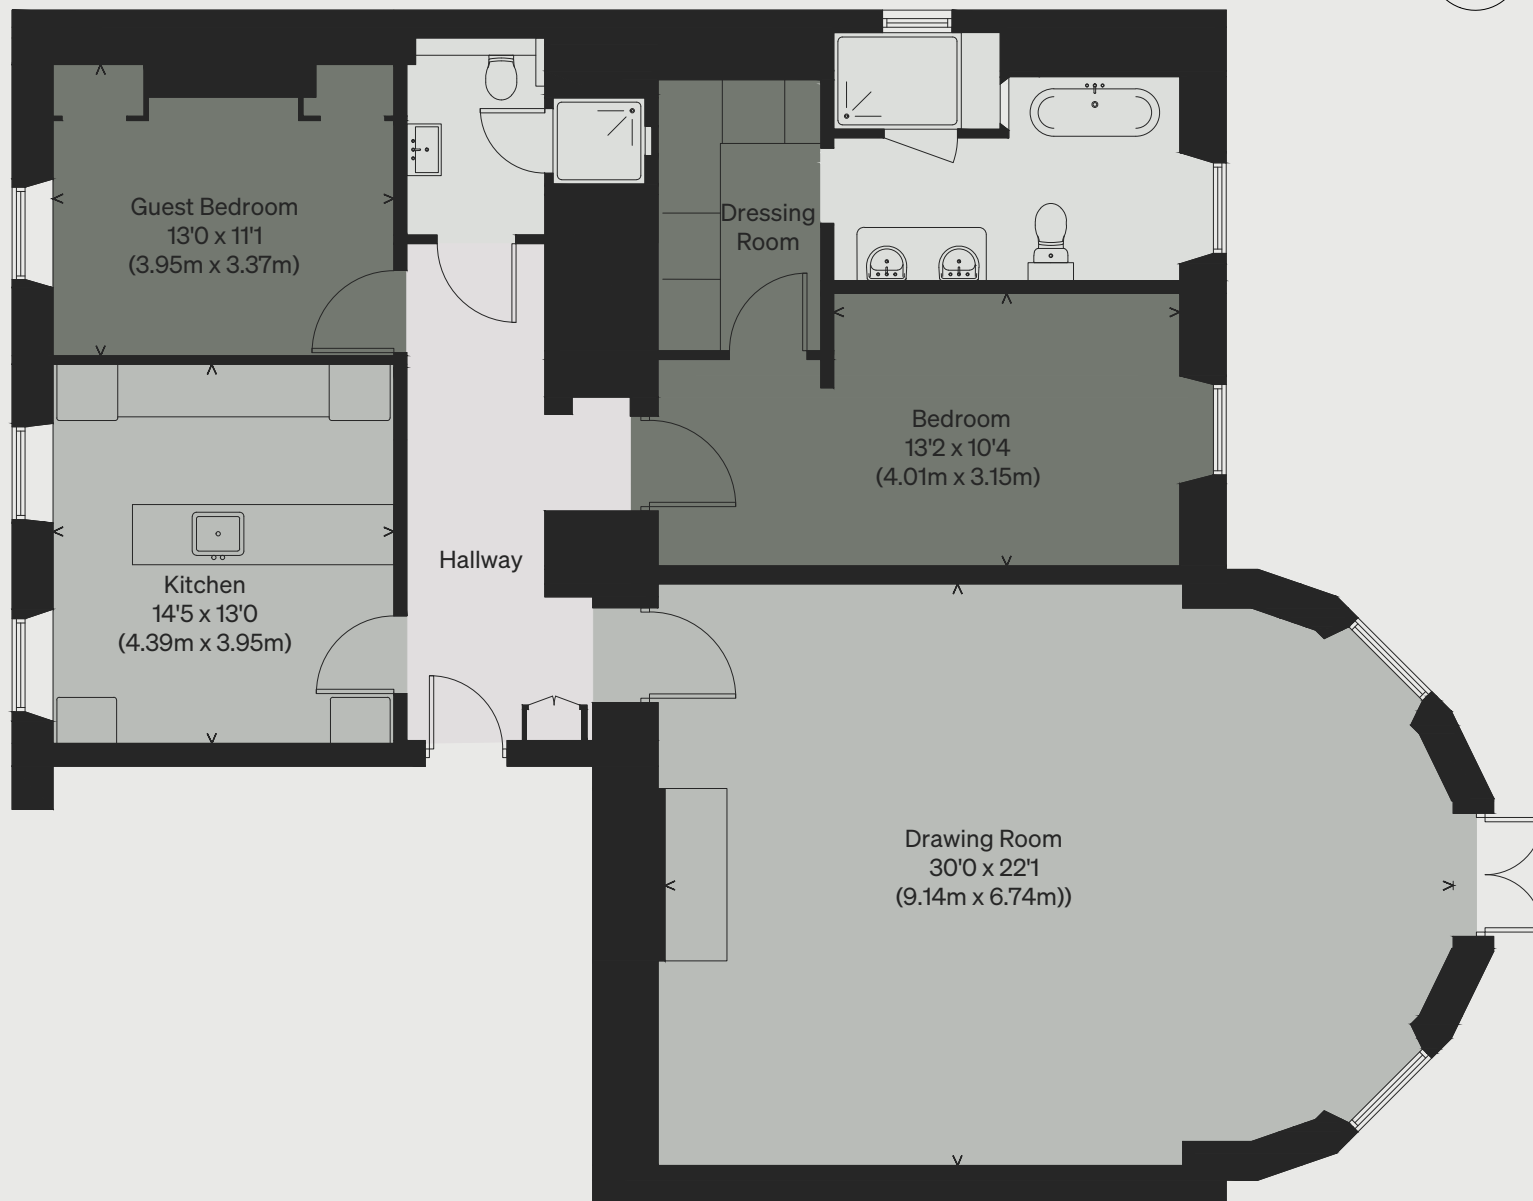 Guest Bedroom
13'0 x 11'1
(3.95m x 3.37m)
Dressing
Room
Bedroom
13'2 x 10'4
(4.01m x 3.15m)
Hallway
Kitchen
14'5 x 13'0
(4.39m x 3.95m)
Drawing Room
30'0 x 22'1
(9.14m x 6.74m))